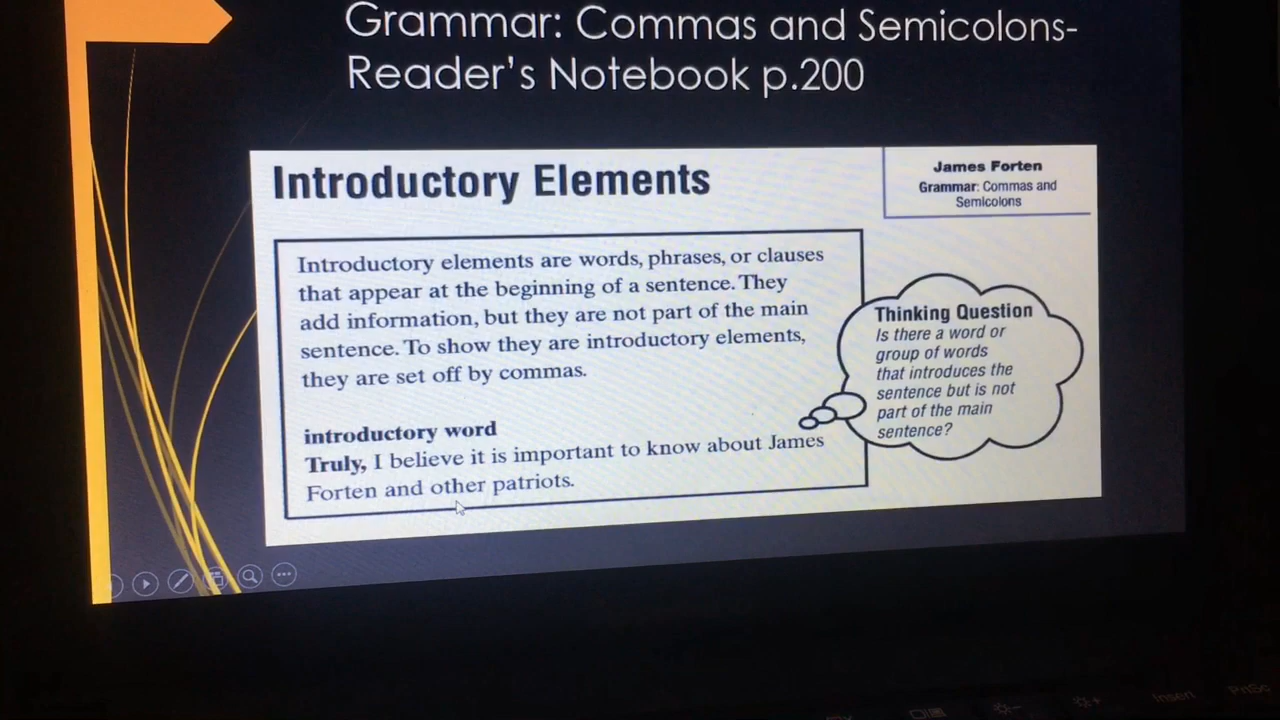 Grammar: Commas and Semicolons-
Reader's Notebook p.200
Introductory Elements
James Forten
Grammar: Commas and
Semicolons
Introductory elements are words, phrases, or clauses
that appear at the beginning of a sentence. They
add information, but they are not part of the main
sentence. To show they are introductory elements,
they are set off by commas.
introductory word
Truly, I believe it is important to know about James
Forten and other patriots.
Thinking Question
Is there a word or
group of words
that introduces the
sentence but is not
part of the main
sentence?
Insert
PrtSc